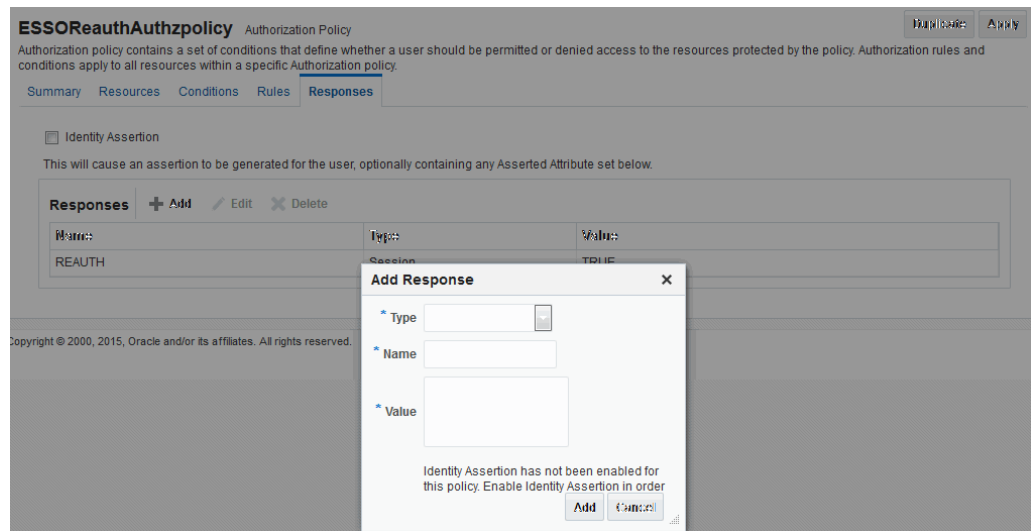 ESSOReauthAuthzpolicy Authorization Policy
Duplicate Apply
Authorization policy contains a set of conditions that define whether a user should be permitted or denied access to the resources protected by the policy. Authorization rules and
conditions apply to all resources within a specific Authorization policy.
Summary Resources Conditions Rules Responses
Identity Assertion
This will cause an assertion to be generated for the user, optionally containing any Asserted Attribute set below.
Responses Add Edit Delete
Name Type Value
REAUTH Session TRUE
Add Response
* Type
Copyright © 2000, 2015, Oracle and/or its affiliates. All rights reserved.
* Name
* Value
Identity Assertion has not been enabled for
this policy. Enable Identity Assertion in order
Add Cancel